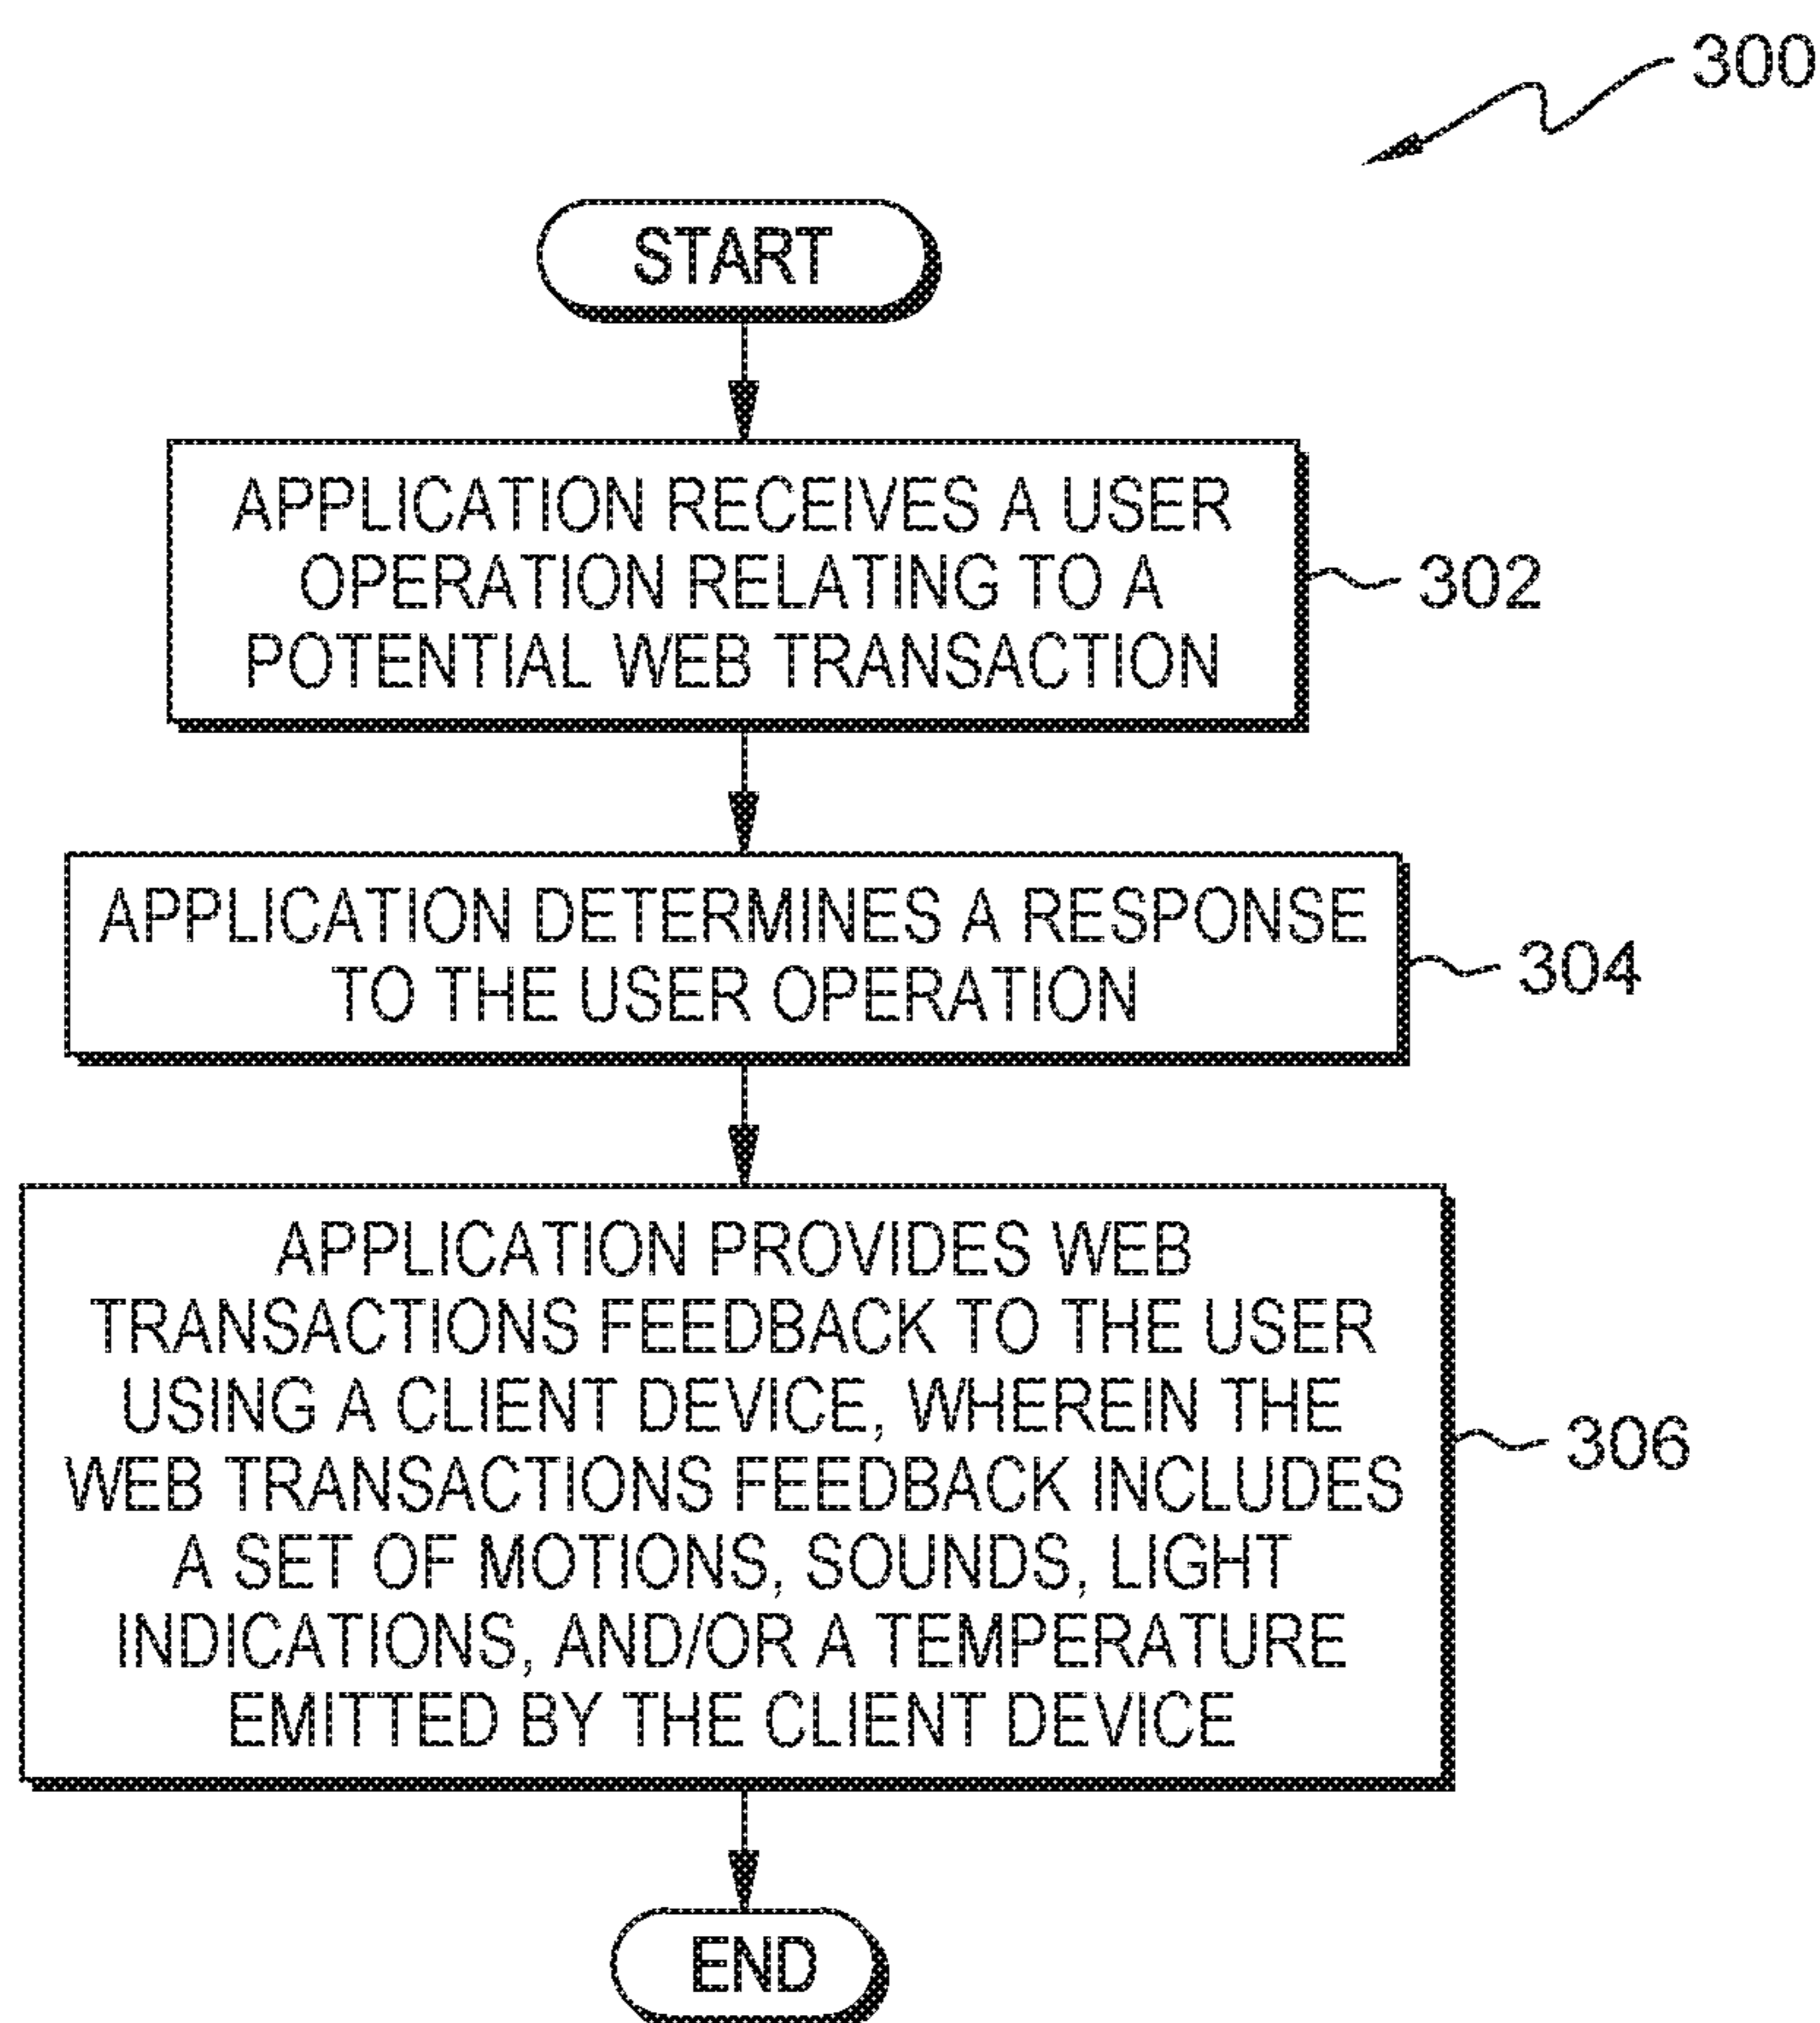 300
START
APPLICATION RECEIVES A USER
OPERATION RELATING TO A
POTENTIAL WEB TRANSACTION
302
APPLICATION DETERMINES A RESPONSE
TO THE USER OPERATION
304
APPLICATION PROVIDES WEB
TRANSACTIONS FEEDBACK TO THE USER
USING A CLIENT DEVICE, WHEREIN THE
WEB TRANSACTIONS FEEDBACK INCLUDES
A SET OF MOTIONS, SOUNDS, LIGHT
INDICATIONS, AND/OR A TEMPERATURE
EMITTED BY THE CLIENT DEVICE
306
END